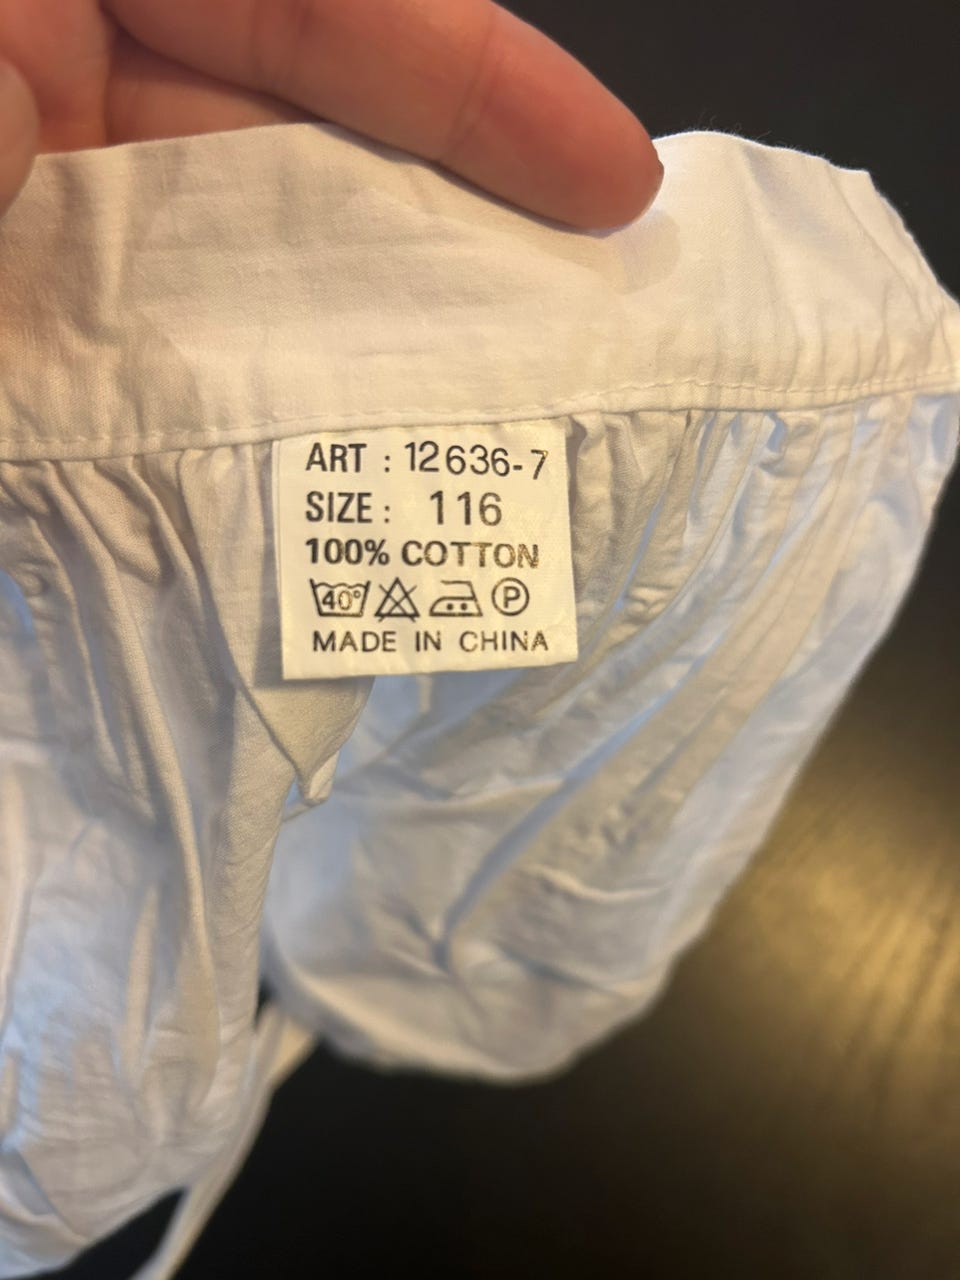 ART : 12636-7
SIZE : 116
100% COTTON
40° P
MADE IN CHINA